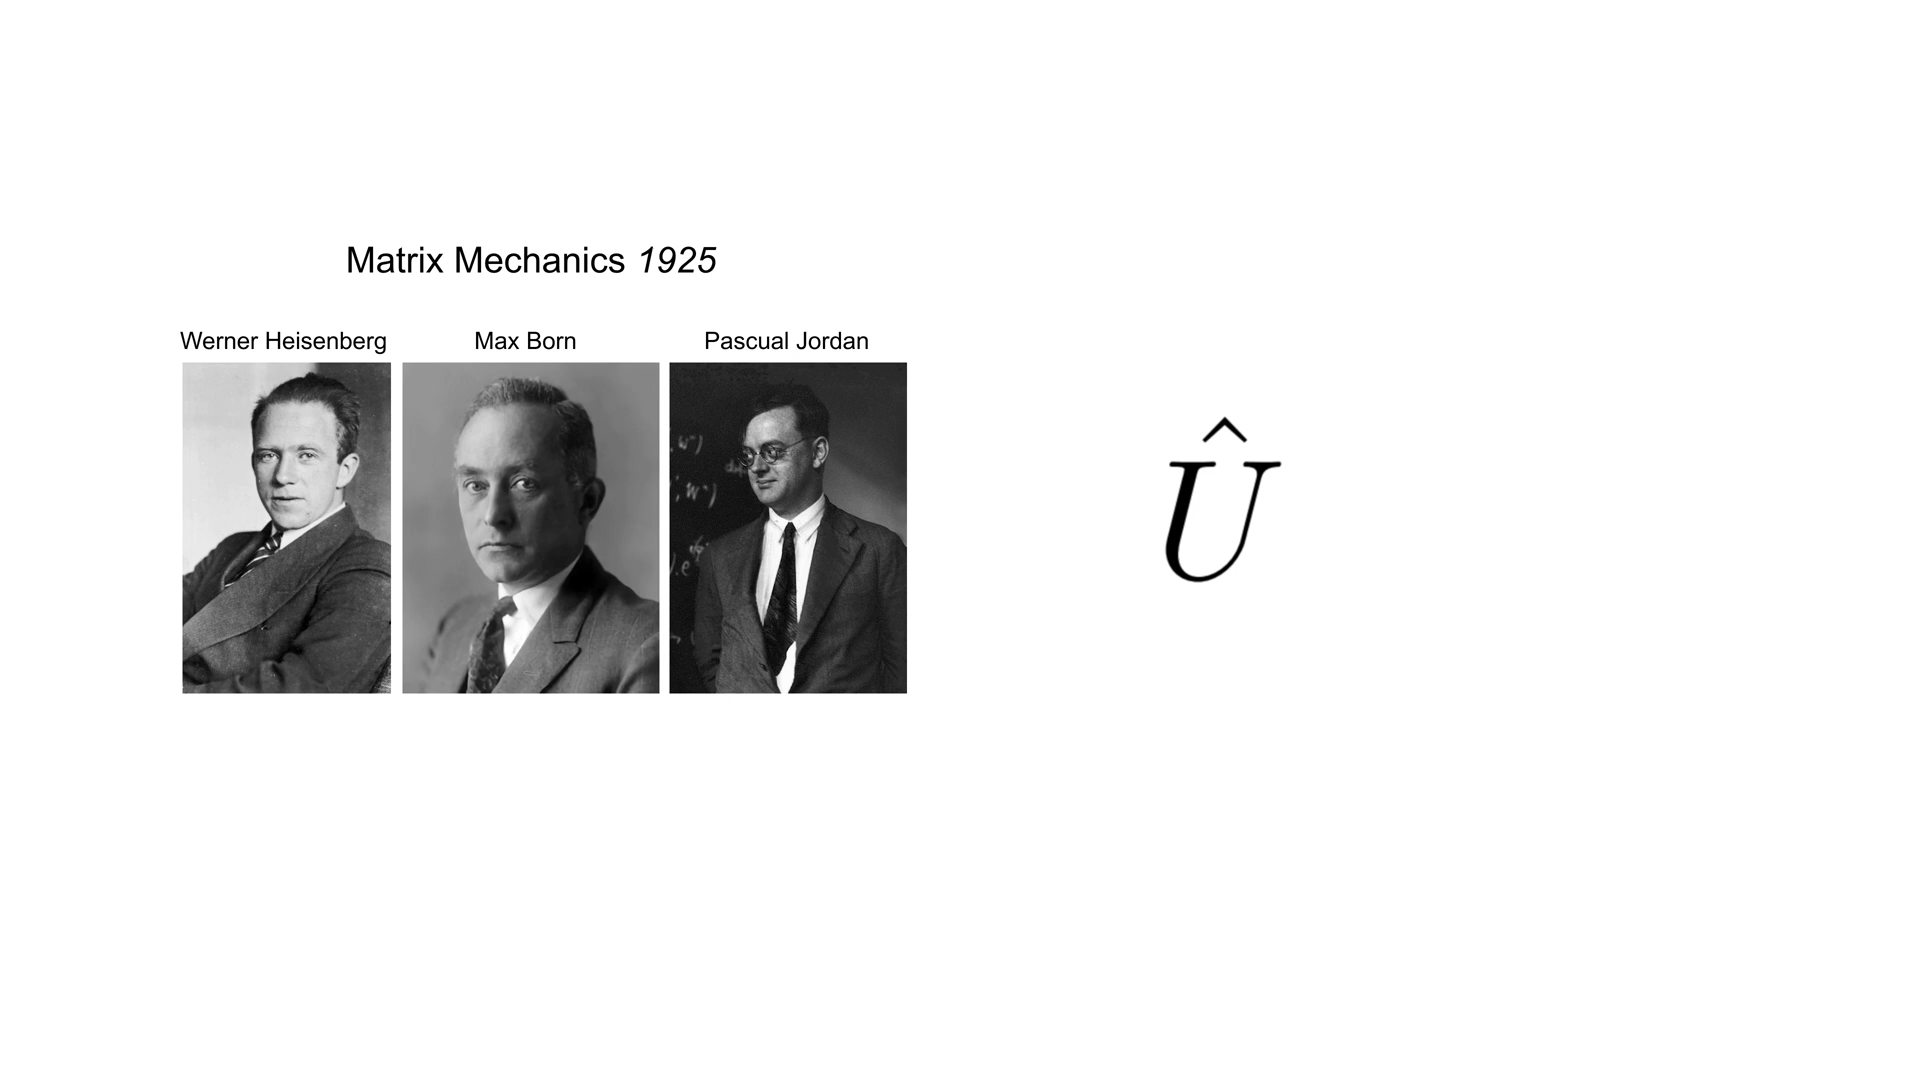 Matrix Mechanics 1925
Werner Heisenberg
Max Born
Pascual Jordan
Û